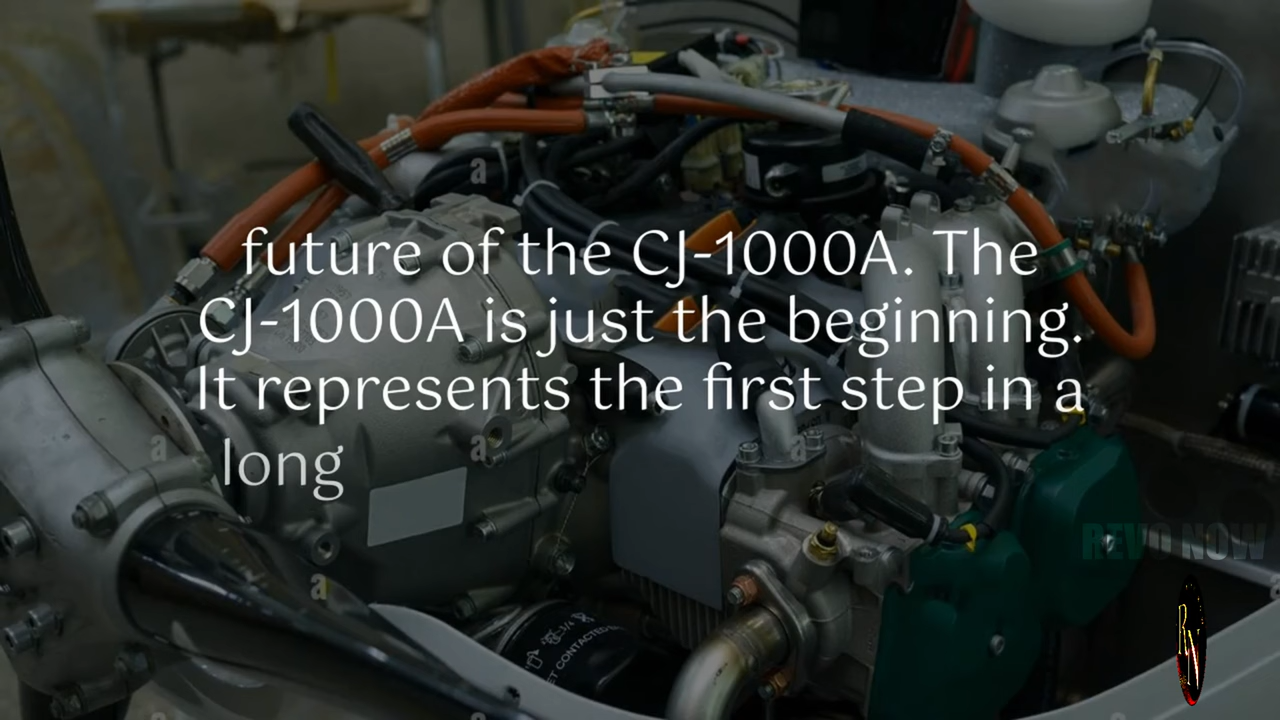 future of the CJ-1000A. The
CJ-1000A is just the beginning.
It represents the first step in a
long
REVO NOW
RN
a
a
a
a
a
a